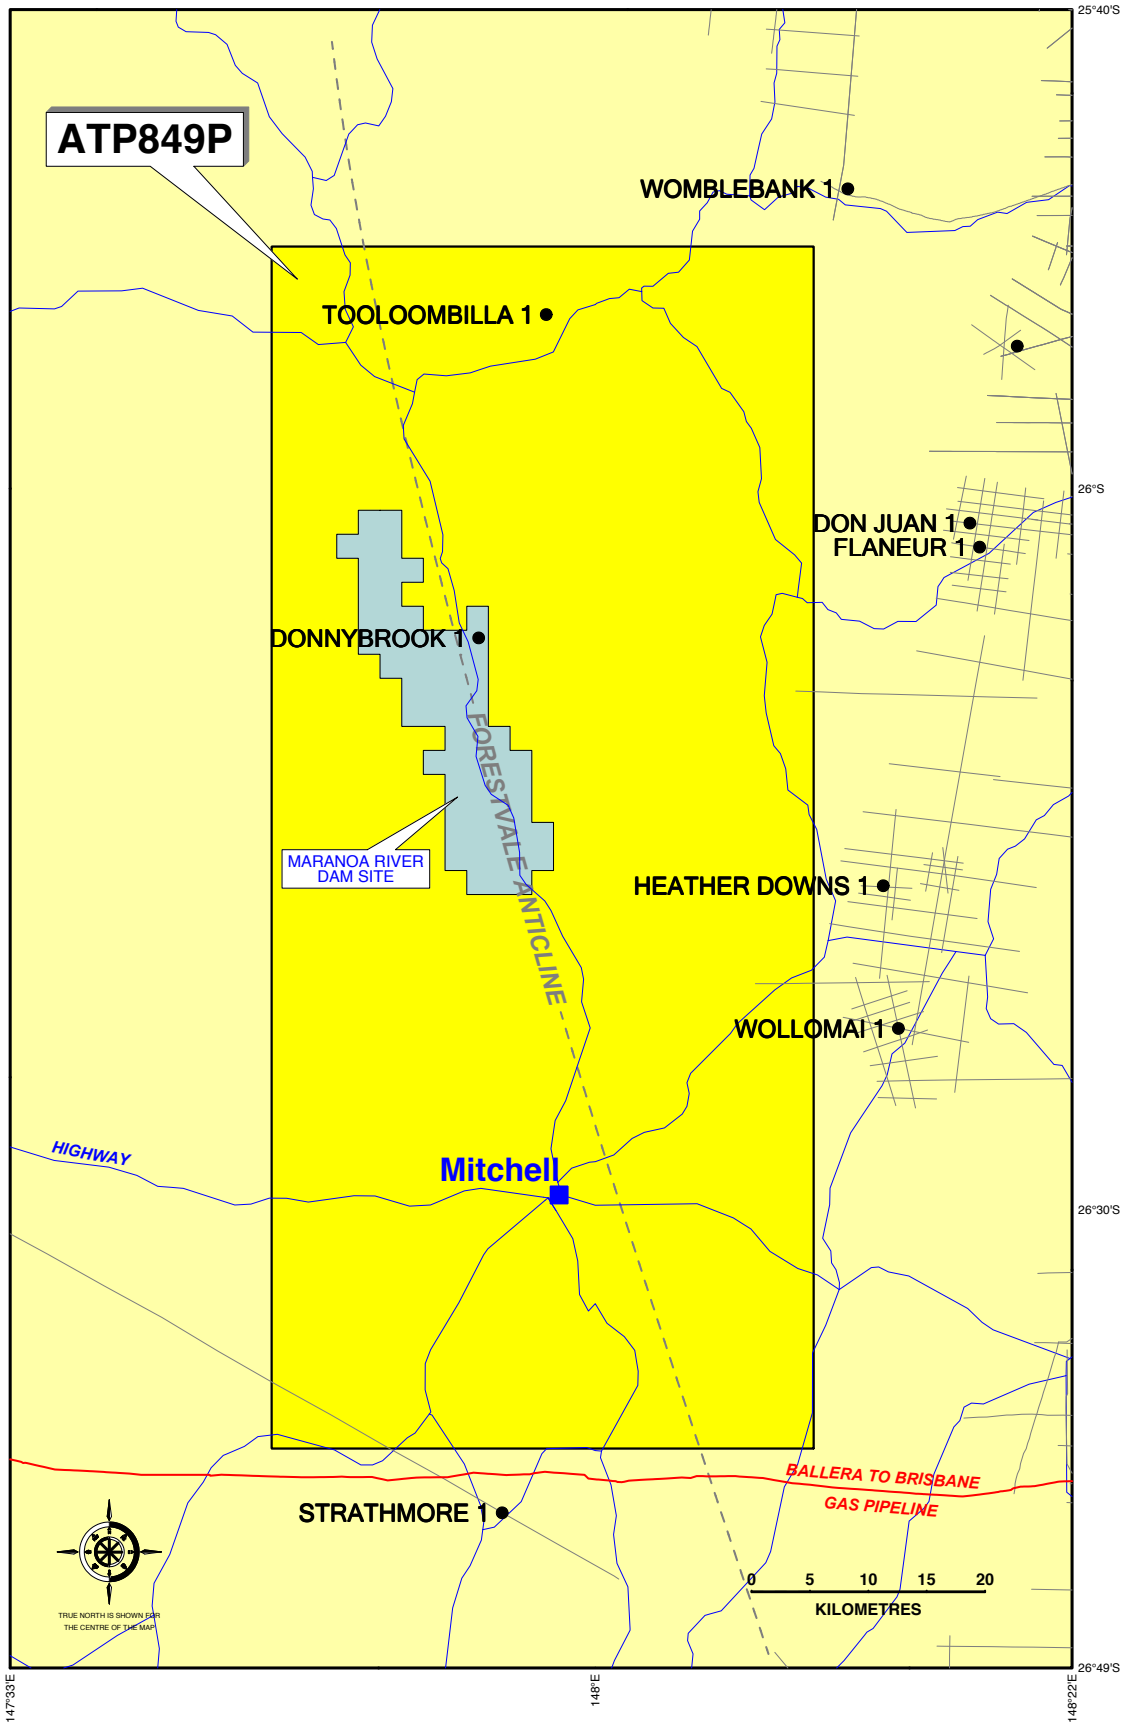 25°40'S
ATP849P
WOMBLEBANK 1
TOOLOOMBILLA 1
26°S
DON JUAN 1
FLANEUR 1
DONNYBROOK 1
FORESTVALE ANTICLINE
MARANOA RIVER
DAM SITE
HEATHER DOWNS 1
WOLLOMAI 1
HIGHWAY
Mitchell
26°30'S
BALLERA TO BRISBANE
GAS PIPELINE
STRATHMORE 1
0 5 10 15 20
KILOMETRES
TRUE NORTH IS SHOWN FOR
THE CENTRE OF THE MAP
26°49'S
147°33'E
148°E
148°22'E